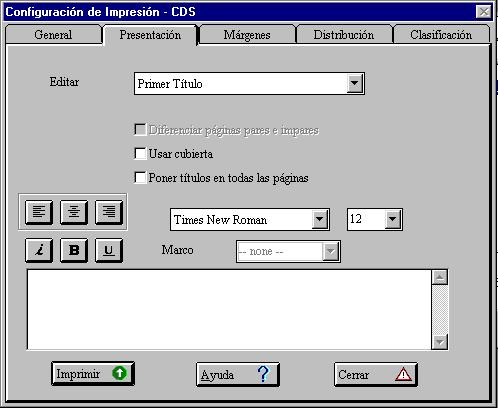 Configuración de Impresión - CDS
General Presentación Márgenes Distribución Clasificación
Editar Primer Título
Diferenciar páginas pares e impares
Usar cubierta
Poner títulos en todas las páginas
Times New Roman 12
i B U Marco -- none --
Imprimir Ayuda ? Cerrar